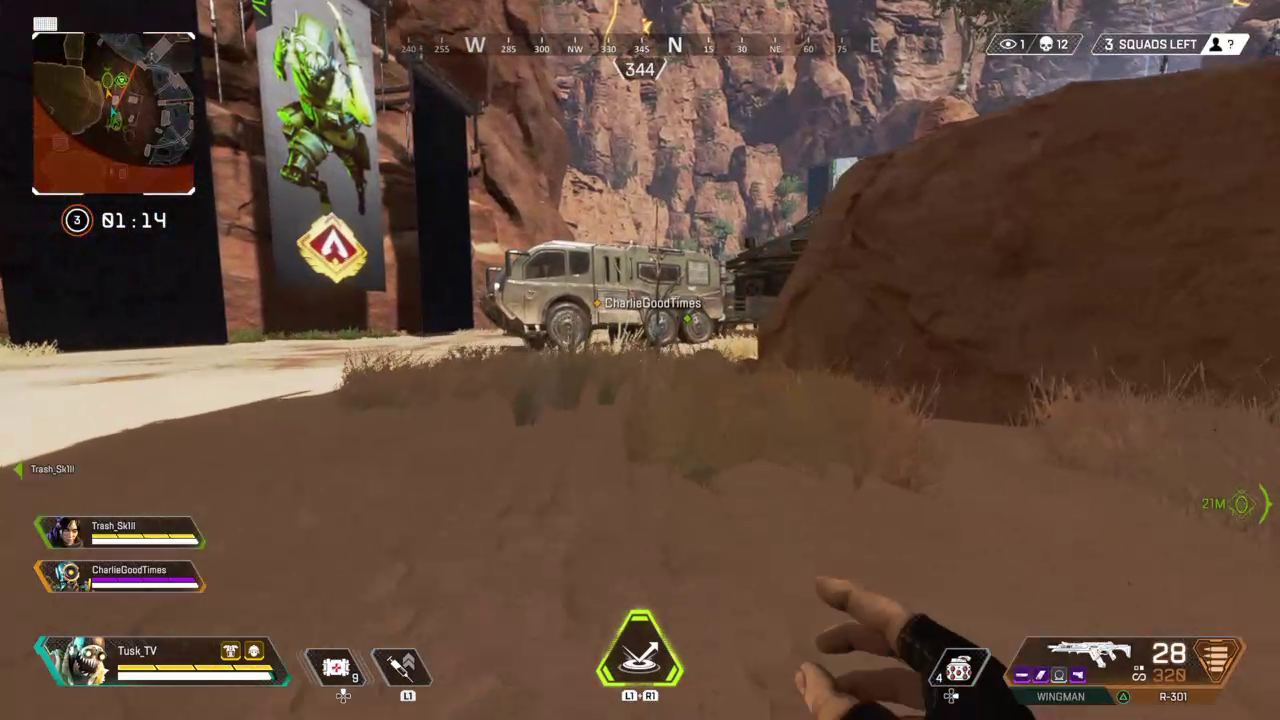 240 255 W 285 300 NW 330 345 N 15 30 NE 60 75 E
344
1 12
3 SQUADS LEFT ?
3 01:14
CharlieGoodTimes
Trash_Sk1ll
21M
Trash_Sk1ll
CharlieGoodTimes
Tusk_TV
9
L1
L1+R1
4
28
320
WINGMAN R-301